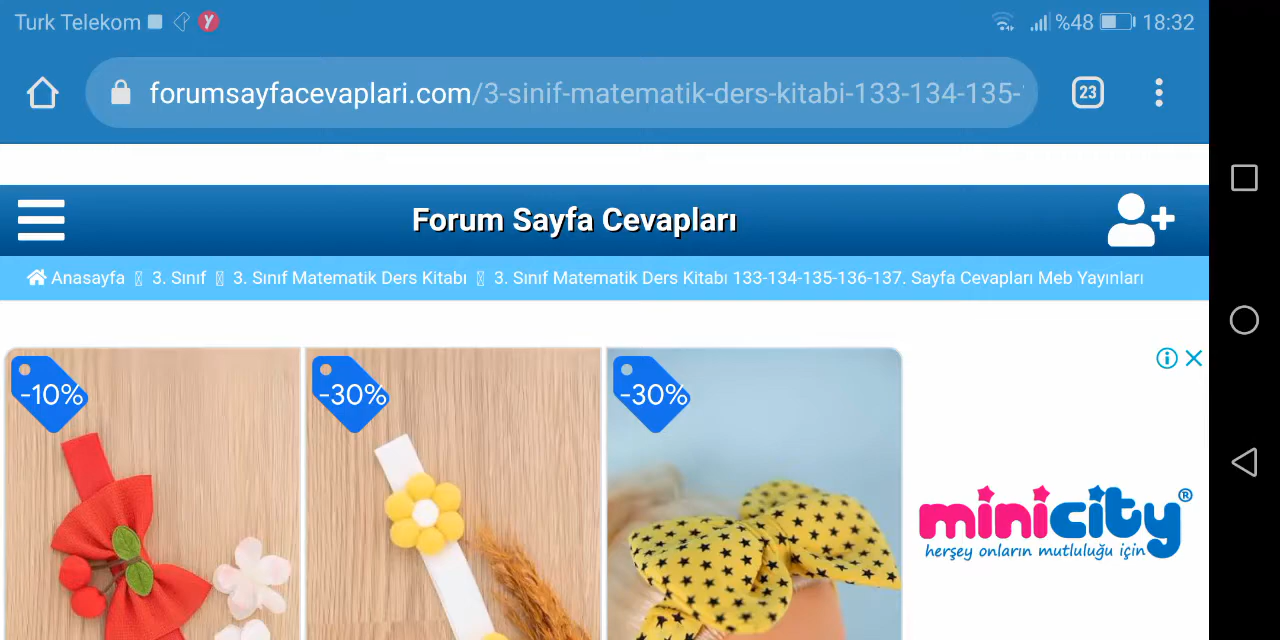 Turk Telekom %48 18:32
forumsayfacevaplari.com/3-sinif-matematik-ders-kitabi-133-134-135- 23
Forum Sayfa Cevapları
Anasayfa 3. Sınıf 3. Sınıf Matematik Ders Kitabı 3. Sınıf Matematik Ders Kitabı 133-134-135-136-137. Sayfa Cevapları Meb Yayınları
-10% -30% -30%
minicity®
herşey onların mutluluğu için